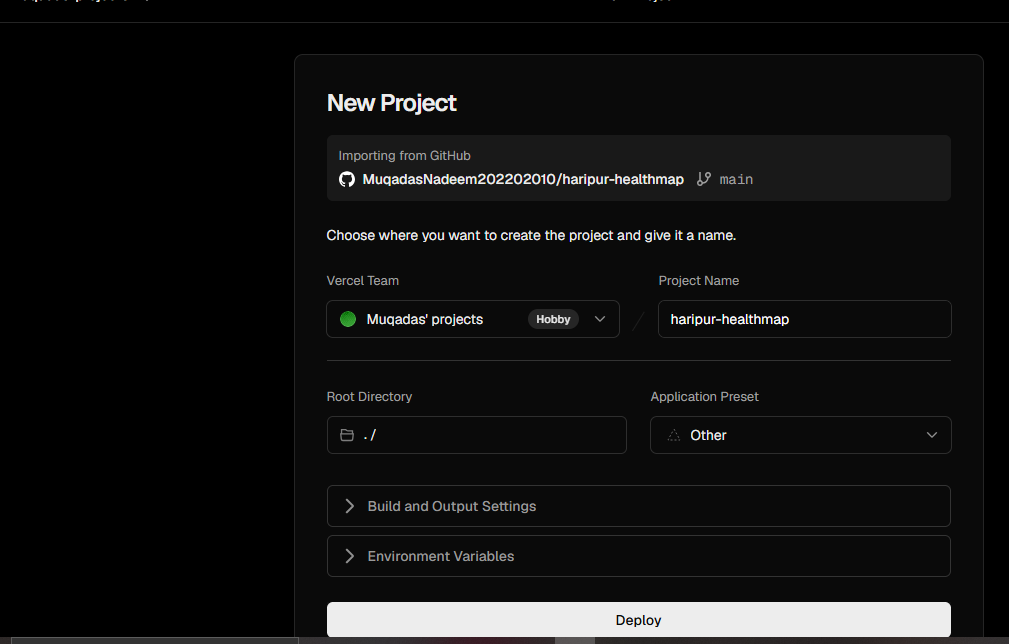 New Project
Importing from GitHub
MuqadasNadeem202202010/haripur-healthmap main
Choose where you want to create the project and give it a name.
Vercel Team
Project Name
Muqadas' projects Hobby
/ haripur-healthmap
Root Directory
Application Preset
./
Other
Build and Output Settings
Environment Variables
Deploy